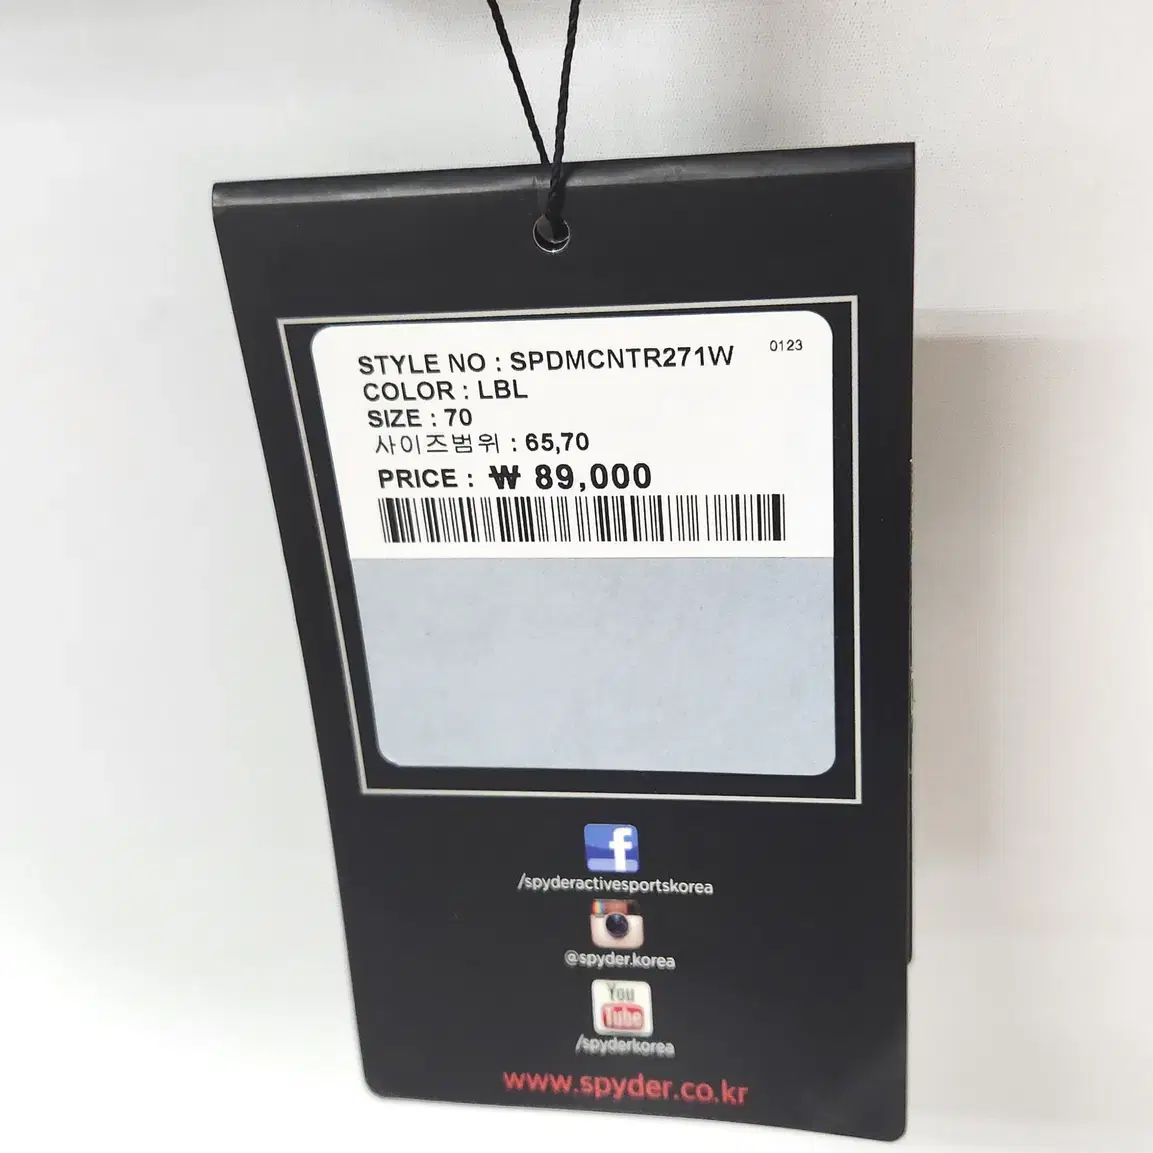 0123
STYLE NO : SPDMCNTR271W
COLOR : LBL
SIZE : 70
사이즈범위 : 65,70
PRICE : ₩ 89,000
f
/spyderactivesportskorea
@spyder.korea
You
Tube
/spyderkorea
www.spyder.co.kr